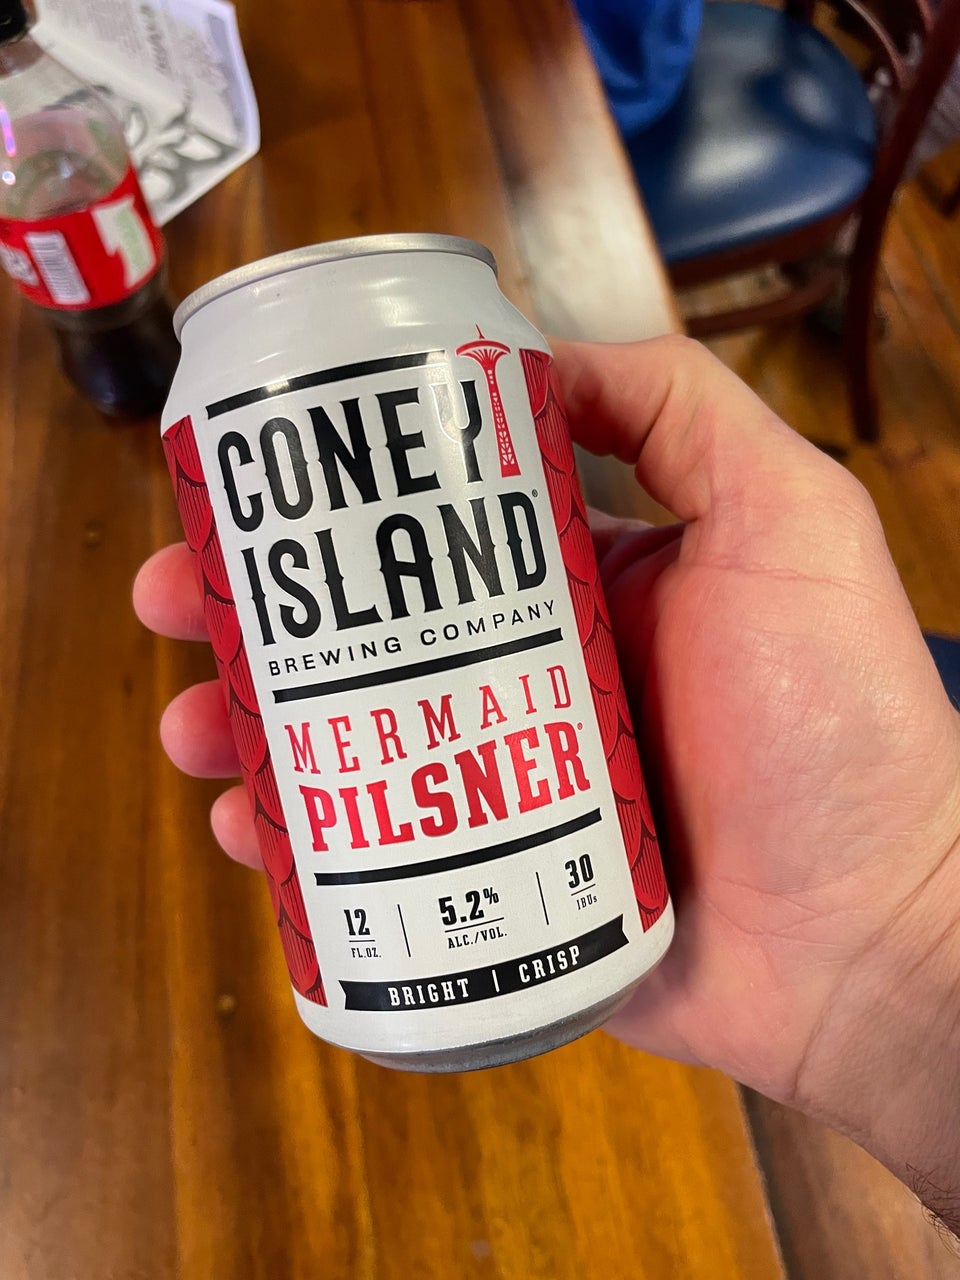 CONEY
ISLAND®
BREWING COMPANY
MERMAID
PILSNER®
12
FL.OZ.
5.2%
ALC./VOL.
30
IBUs
BRIGHT | CRISP